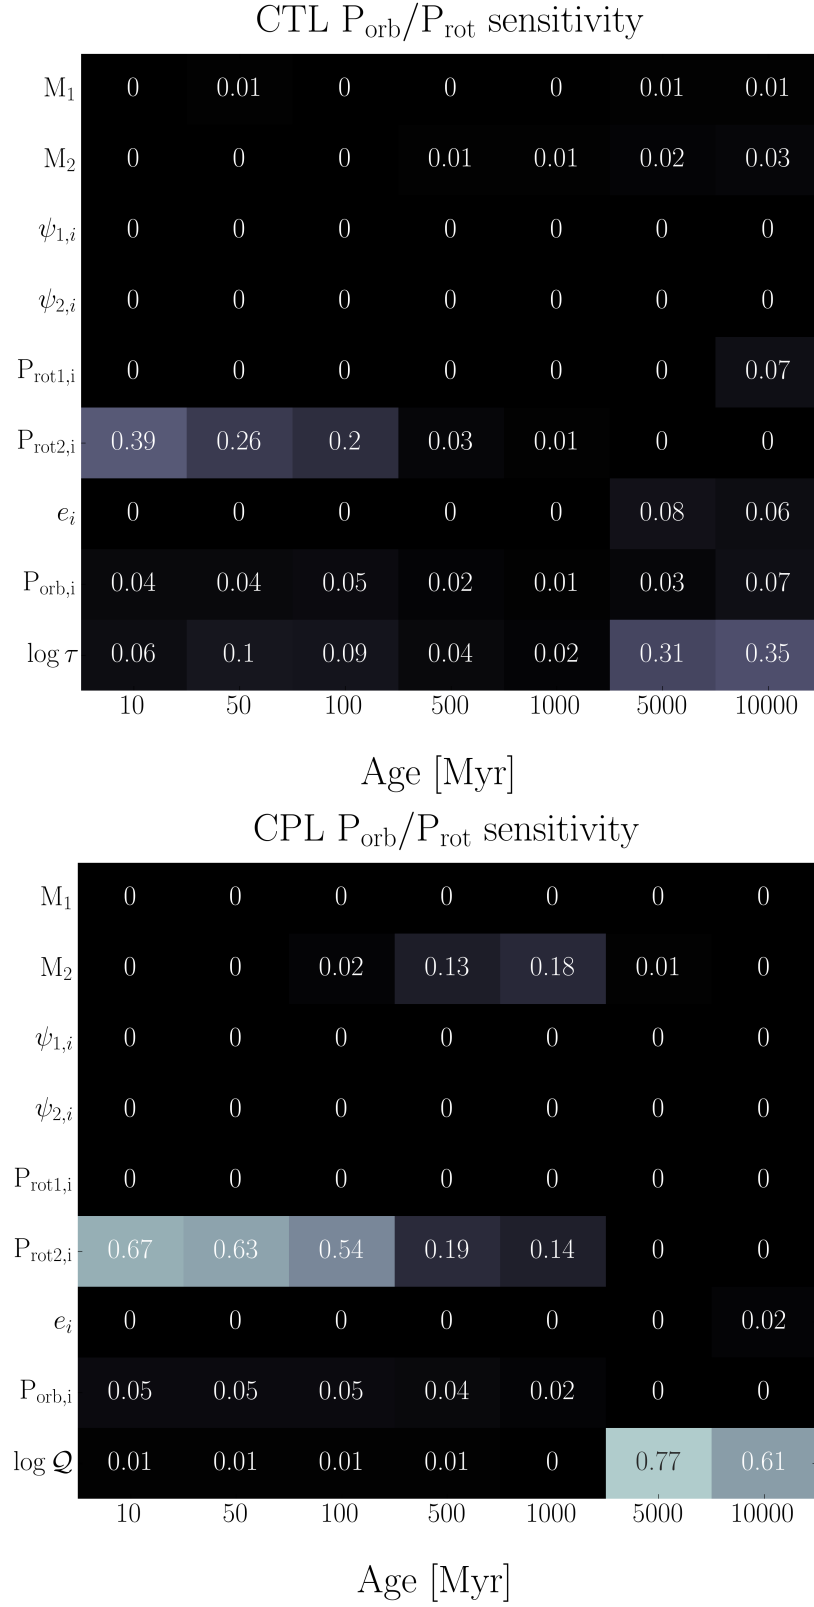 CTL P_orb/P_rot sensitivity
M_1 0 0.01 0 0 0 0.01 0.01
M_2 0 0 0 0.01 0.01 0.02 0.03
ψ_1,i 0 0 0 0 0 0 0
ψ_2,i 0 0 0 0 0 0 0
P_rot1,i 0 0 0 0 0 0 0.07
P_rot2,i 0.39 0.26 0.2 0.03 0.01 0 0
e_i 0 0 0 0 0 0.08 0.06
P_orb,i 0.04 0.04 0.05 0.02 0.01 0.03 0.07
log τ 0.06 0.1 0.09 0.04 0.02 0.31 0.35
10 50 100 500 1000 5000 10000
Age [Myr]
CPL P_orb/P_rot sensitivity
M_1 0 0 0 0 0 0 0
M_2 0 0 0.02 0.13 0.18 0.01 0
ψ_1,i 0 0 0 0 0 0 0
ψ_2,i 0 0 0 0 0 0 0
P_rot1,i 0 0 0 0 0 0 0
P_rot2,i 0.67 0.63 0.54 0.19 0.14 0 0
e_i 0 0 0 0 0 0 0.02
P_orb,i 0.05 0.05 0.05 0.04 0.02 0 0
log 𝒬 0.01 0.01 0.01 0.01 0 0.77 0.61
10 50 100 500 1000 5000 10000
Age [Myr]